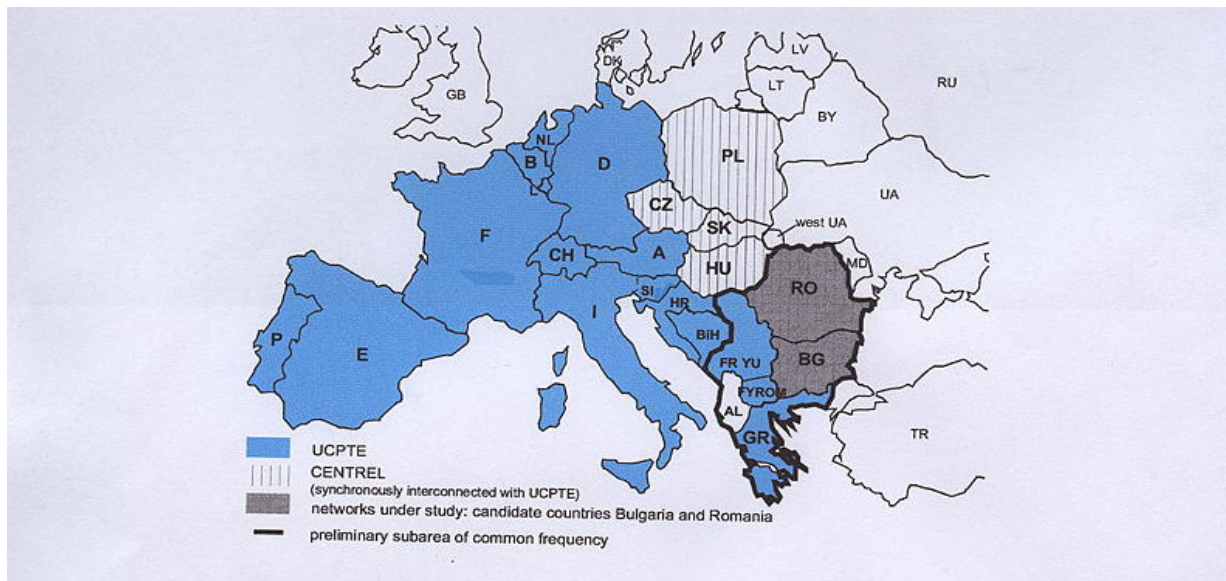 DK
LV
LT
RU
GB
BY
NL
B
D
PL
L
UA
CZ
F
SK
west UA
CH
A
HU
MD
RO
SI
HR
I
BiH
P
E
FR YU
BG
FYROM
AL
GR
TR
UCPTE
CENTREL
(synchronously interconnected with UCPTE)
networks under study: candidate countries Bulgaria and Romania
preliminary subarea of common frequency